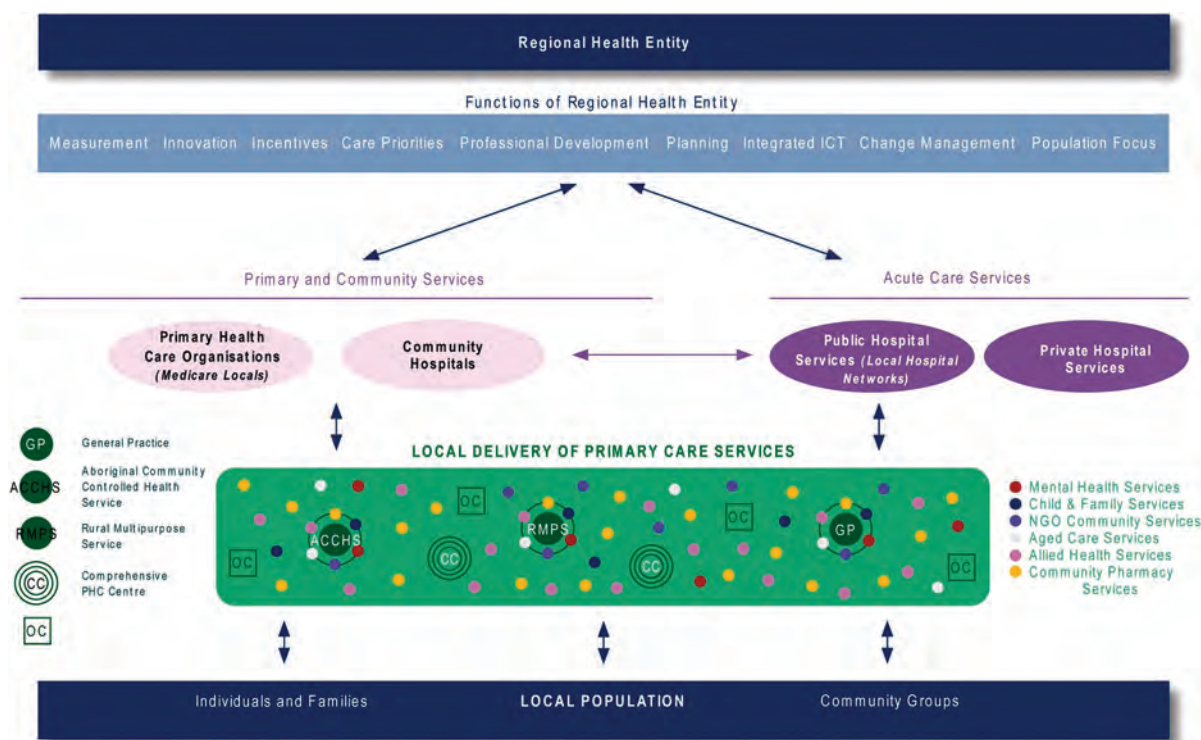 Regional Health Entity
Functions of Regional Health Entity
Measurement Innovation Incentives Care Priorities Professional Development Planning Integrated ICT Change Management Population Focus
Primary and Community Services
Acute Care Services
Primary Health
Care Organisations
(Medicare Locals)
Community
Hospitals
Public Hospital
Services (Local Hospital
Networks)
Private Hospital
Services
GP
General Practice
ACCHS
Aboriginal Community
Controlled Health
Service
RMPS
Rural Multipurpose
Service
CC
Comprehensive
PHC Centre
OC
LOCAL DELIVERY OF PRIMARY CARE SERVICES
OC
ACCHS
CC
OC
RMPS
CC
OC
GP
OC
Mental Health Services
Child & Family Services
NGO Community Services
Aged Care Services
Allied Health Services
Community Pharmacy
Services
Individuals and Families
LOCAL POPULATION
Community Groups